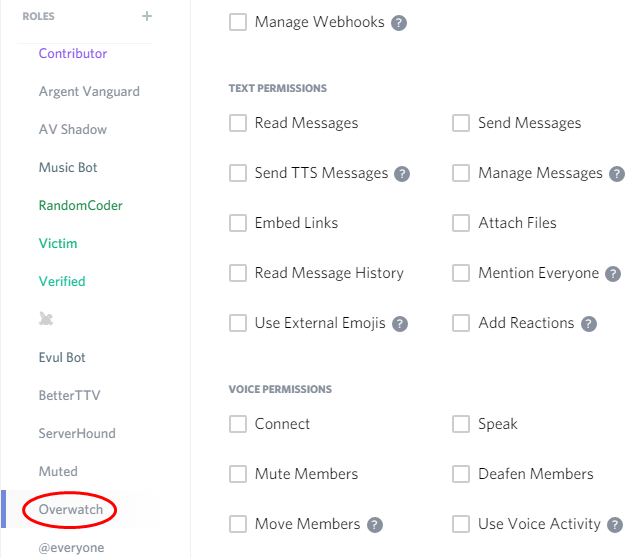 ROLES +
Contributor
Argent Vanguard
AV Shadow
Music Bot
RandomCoder
Victim
Verified
Evul Bot
BetterTTV
ServerHound
Muted
Overwatch
@everyone
Manage Webhooks ?
TEXT PERMISSIONS
Read Messages Send Messages
Send TTS Messages ? Manage Messages ?
Embed Links Attach Files
Read Message History Mention Everyone ?
Use External Emojis ? Add Reactions ?
VOICE PERMISSIONS
Connect Speak
Mute Members Deafen Members
Move Members ? Use Voice Activity ?